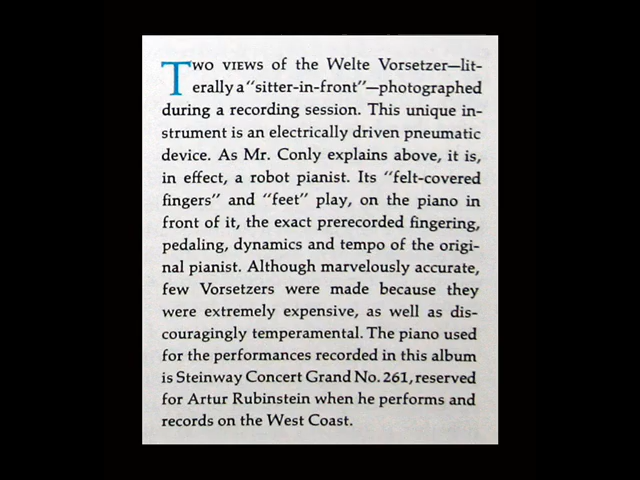 Two views of the Welte Vorsetzer—lit-
erally a “sitter-in-front”—photographed
during a recording session. This unique in-
strument is an electrically driven pneumatic
device. As Mr. Conly explains above, it is,
in effect, a robot pianist. Its “felt-covered
fingers” and “feet” play, on the piano in
front of it, the exact prerecorded fingering,
pedaling, dynamics and tempo of the origi-
nal pianist. Although marvelously accurate,
few Vorsetzers were made because they
were extremely expensive, as well as dis-
couragingly temperamental. The piano used
for the performances recorded in this album
is Steinway Concert Grand No. 261, reserved
for Artur Rubinstein when he performs and
records on the West Coast.